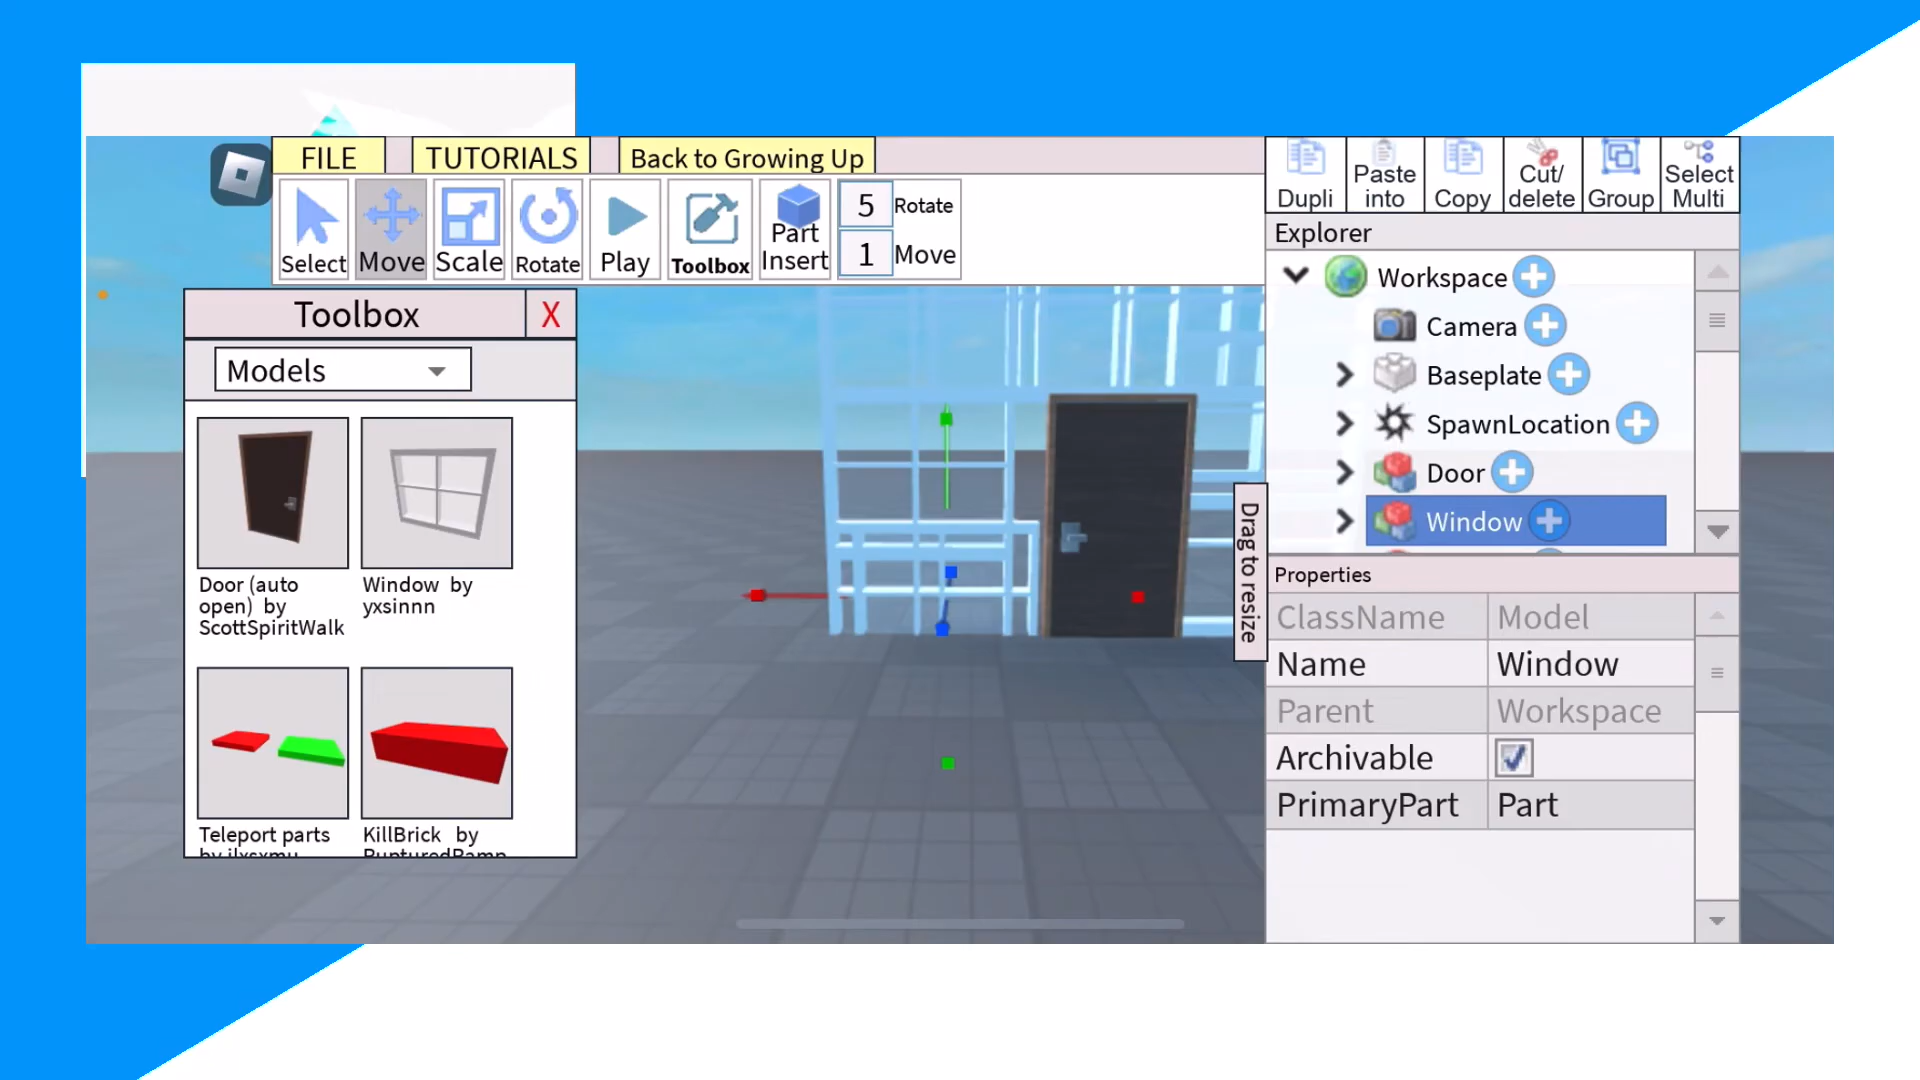 FILE
TUTORIALS
Back to Growing Up
Select
Move
Scale
Rotate
Play
Toolbox
Part
Insert
5 Rotate
1 Move
Dupli
Paste
into
Copy
Cut/
delete
Group
Select
Multi
Toolbox
X
Models
Door (auto
open) by
ScottSpiritWalk
Window by
yxsinnn
Teleport parts
KillBrick by
Explorer
Workspace
Camera
Baseplate
SpawnLocation
Door
Window
Drag to resize
Properties
ClassName Model
Name Window
Parent Workspace
Archivable
PrimaryPart Part